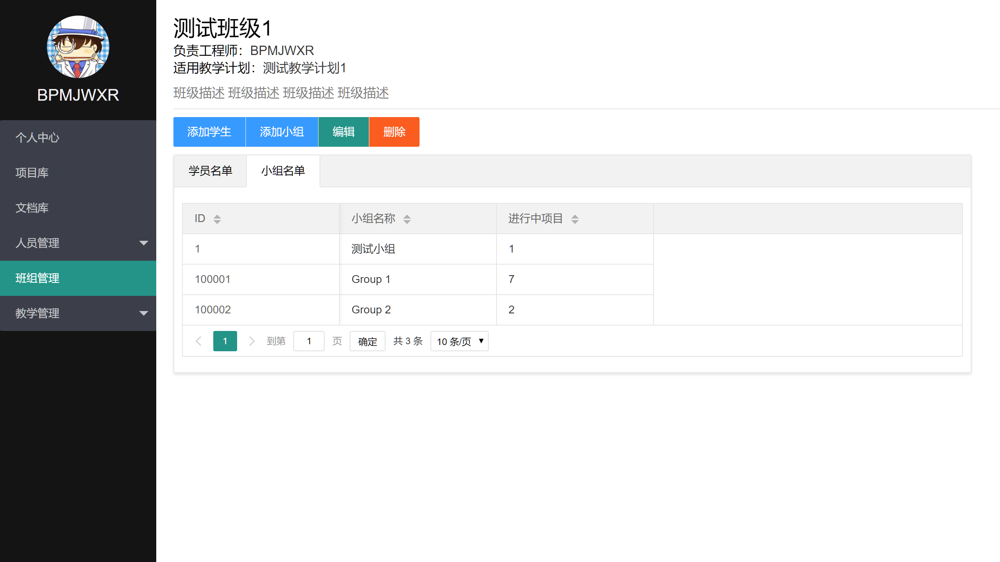 BPMJWXR
个人中心
项目库
文档库
人员管理
班组管理
教学管理
测试班级1
负责工程师：BPMJWXR
适用教学计划：测试教学计划1
班级描述 班级描述 班级描述 班级描述
添加学生 添加小组 编辑 删除
学员名单 小组名单
ID 小组名称 进行中项目
1 测试小组 1
100001 Group 1 7
100002 Group 2 2
1 到第 1 页 确定 共 3 条 10 条/页